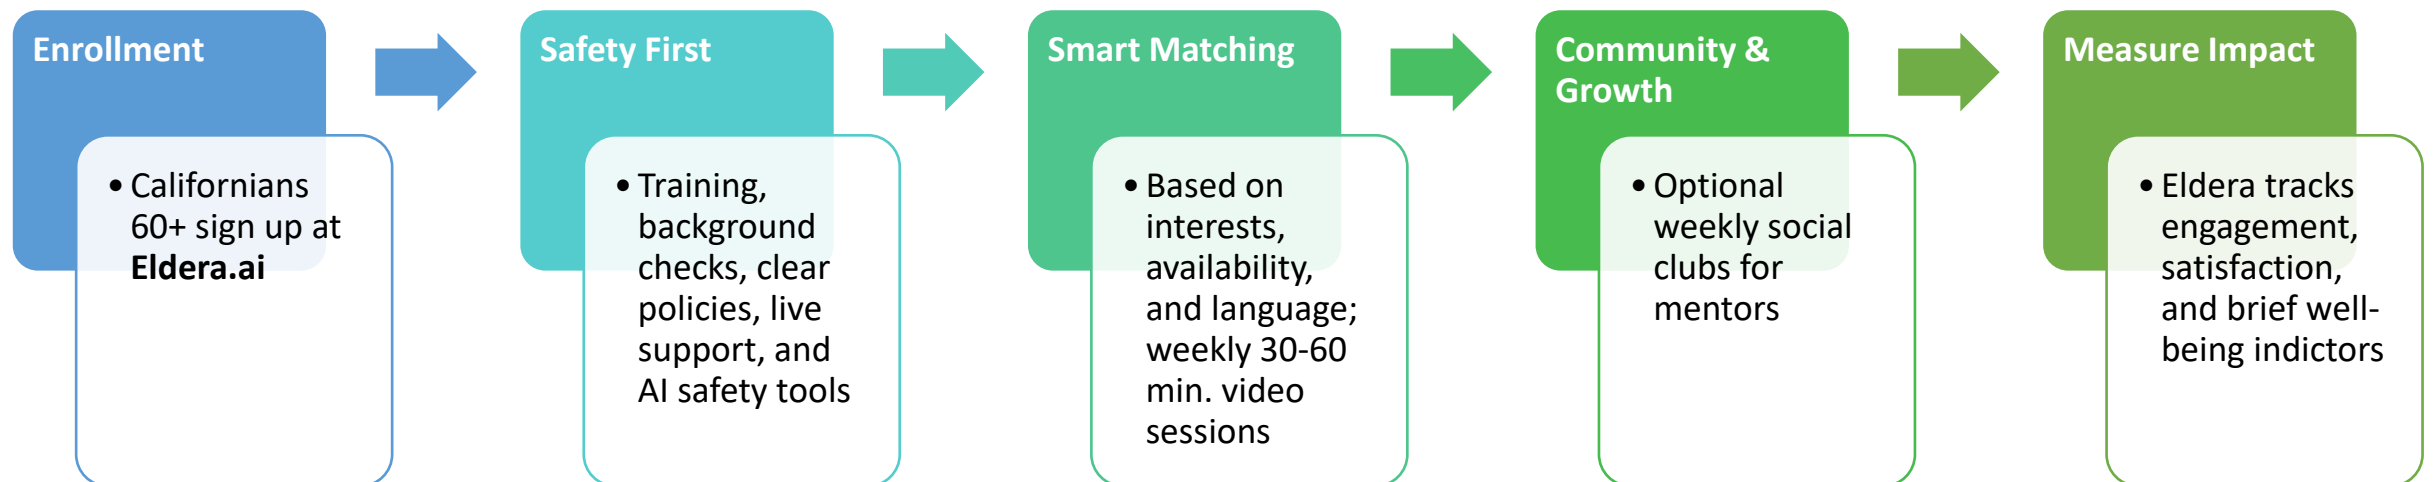 Enrollment
• Californians
60+ sign up at
Eldera.ai
Safety First
• Training,
background
checks, clear
policies, live
support, and
AI safety tools
Smart Matching
• Based on
interests,
availability,
and language;
weekly 30-60
min. video
sessions
Community &
Growth
• Optional
weekly social
clubs for
mentors
Measure Impact
• Eldera tracks
engagement,
satisfaction,
and brief well-
being indictors